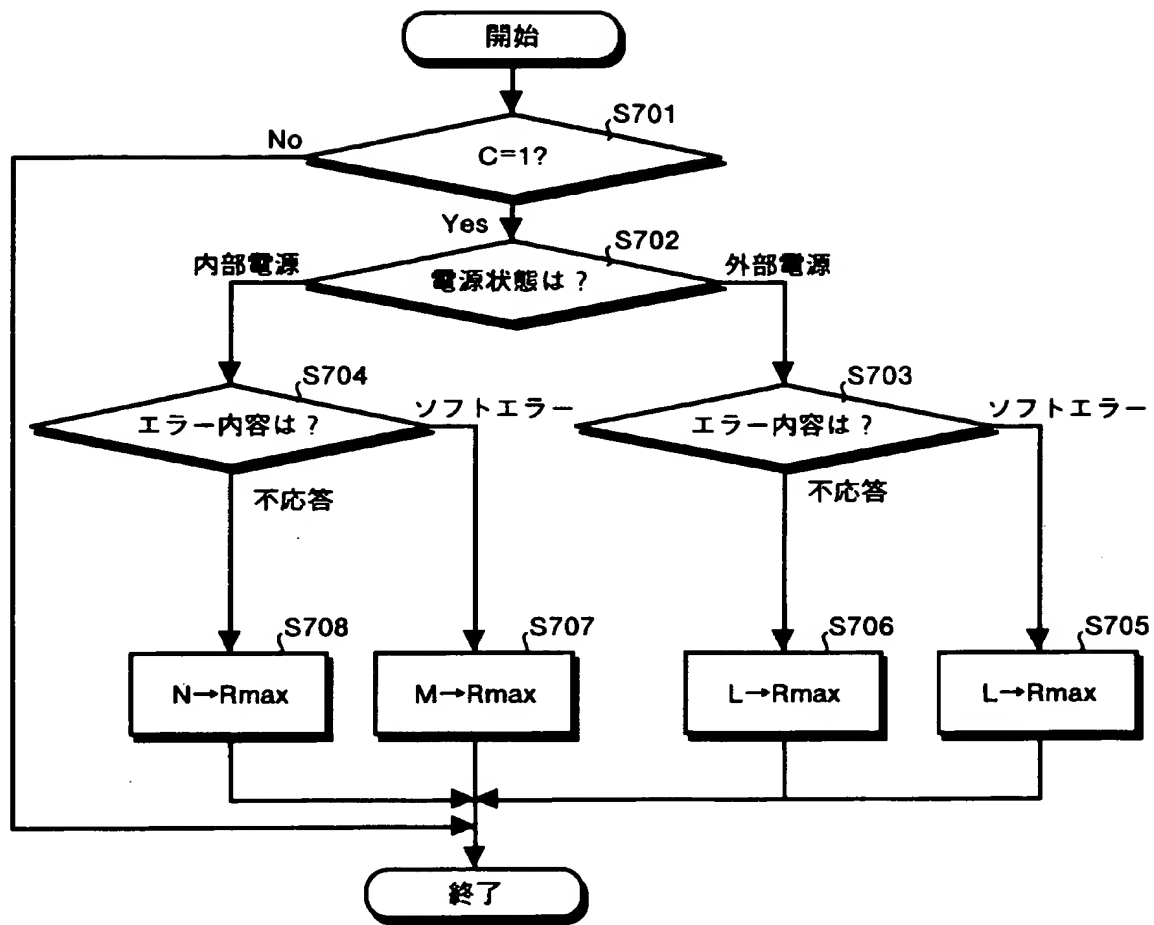 開始
S701
No
C=1?
Yes
S702
内部電源
電源状態は？
外部電源
S704
S703
エラー内容は？
ソフトエラー
エラー内容は？
ソフトエラー
不応答
不応答
S708
S707
S706
S705
N→Rmax
M→Rmax
L→Rmax
L→Rmax
終了